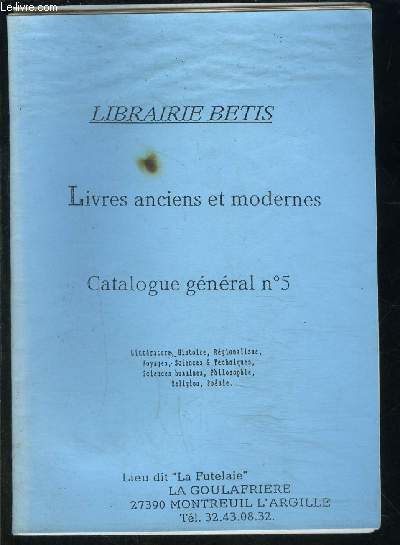 Le-Livre.com
LIBRAIRIE BETIS
Livres anciens et modernes
Catalogue général n°5
Littérature, Histoire, Régionalisme,
Voyages, Sciences & Techniques,
Sciences humaines, Philosophie,
Religion, Poésie.
Lieu dit "La Futelaie"
LA GOULAFRIERE
27390 MONTREUIL L'ARGILLE
Tél. 32.43.08.32.